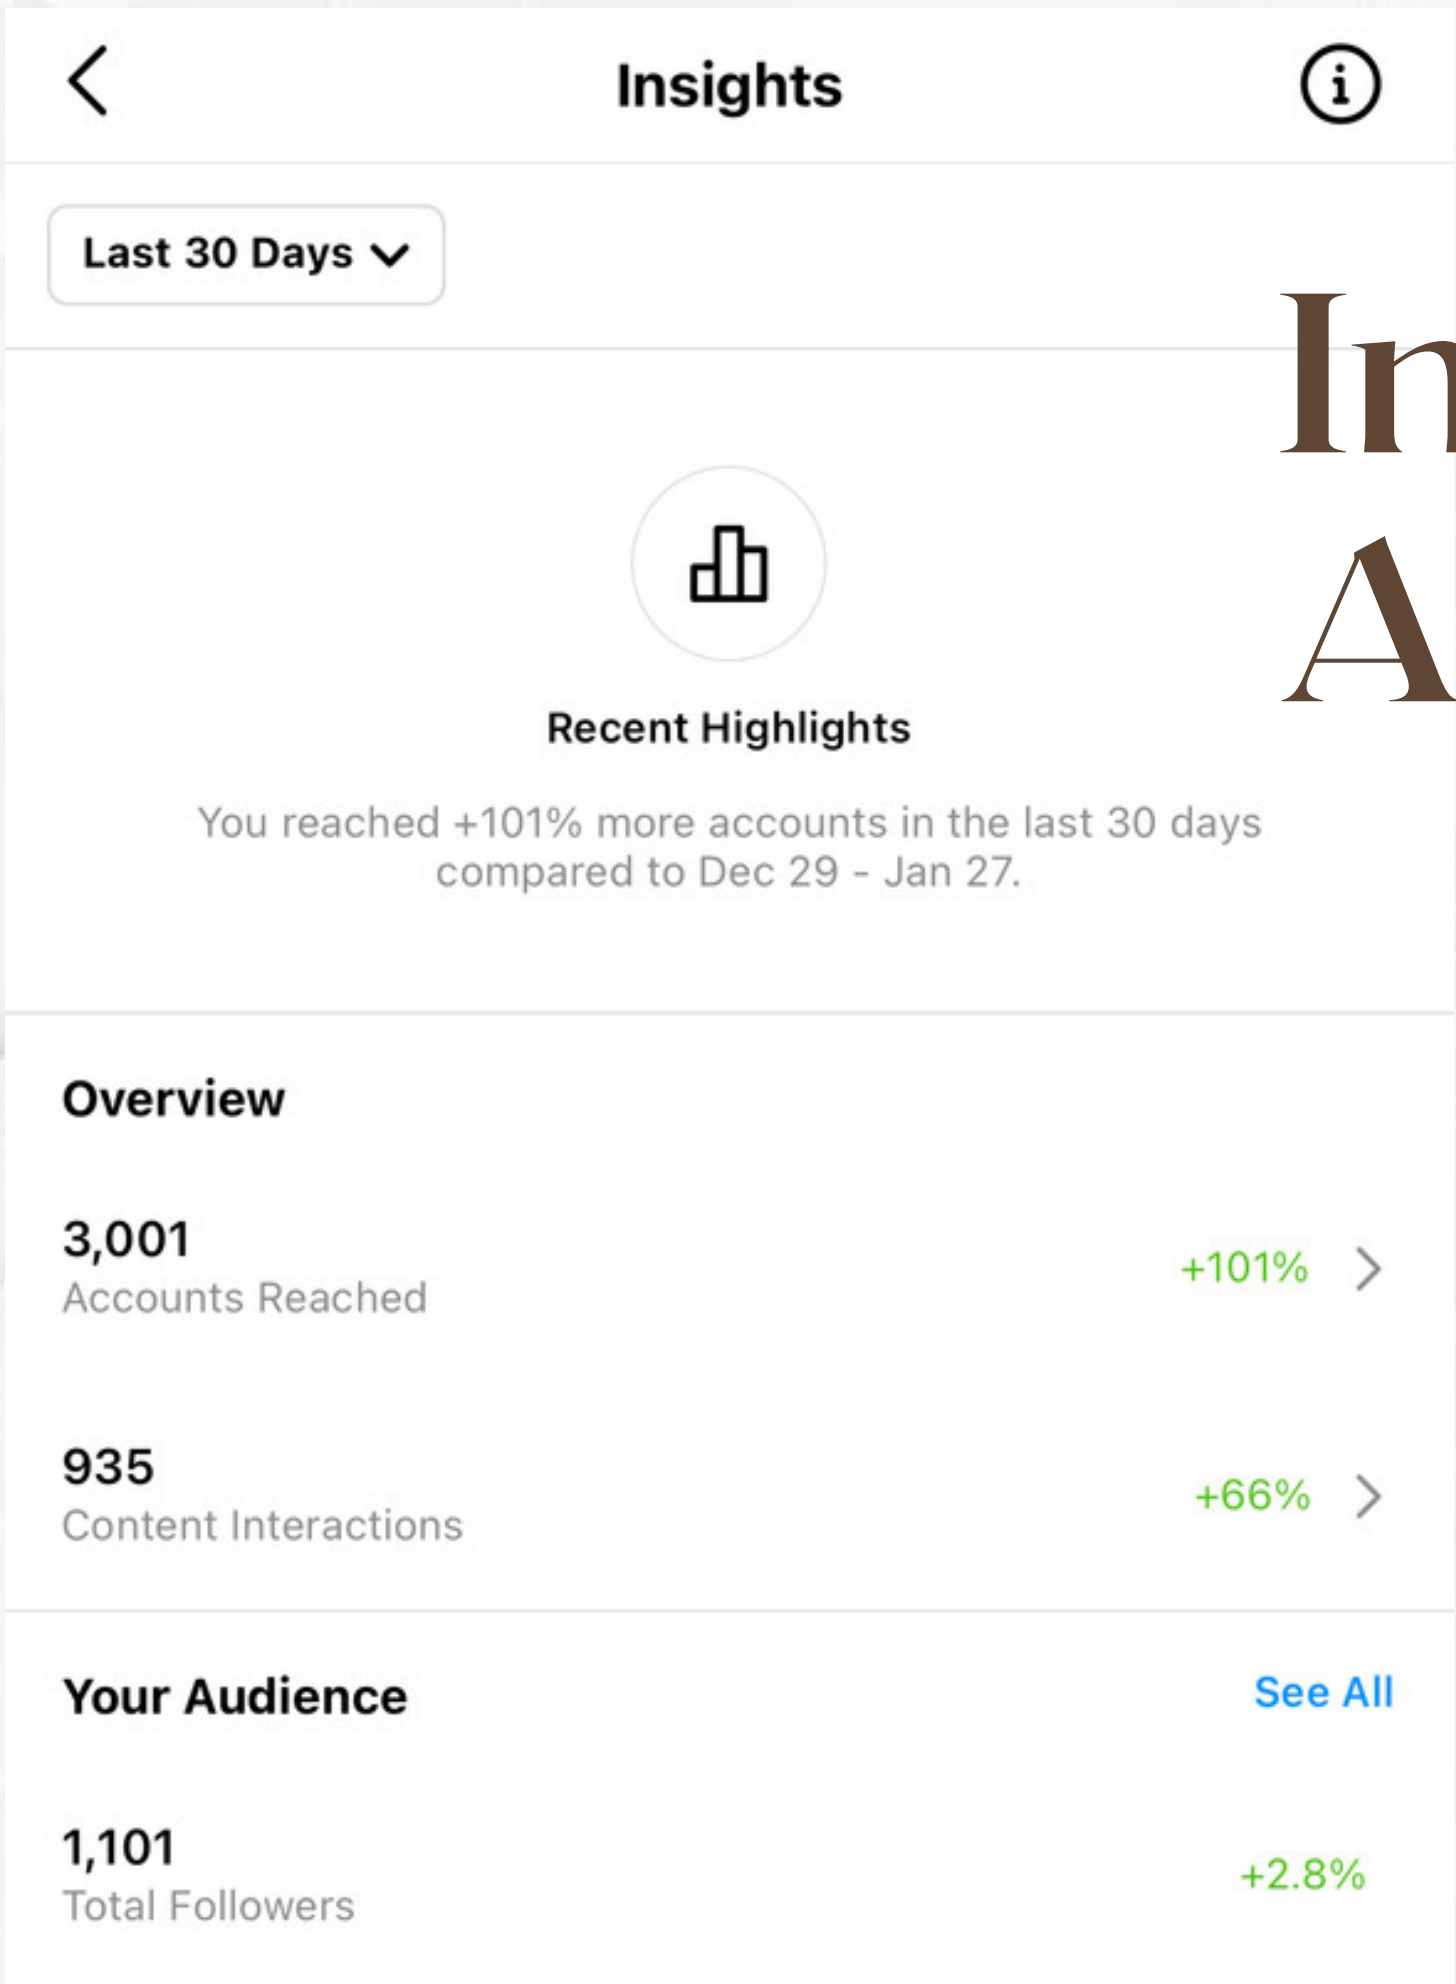 Insights
Last 30 Days
In
A
Recent Highlights
You reached +101% more accounts in the last 30 days
compared to Dec 29 - Jan 27.
Overview
3,001
Accounts Reached
+101%
935
Content Interactions
+66%
Your Audience
See All
1,101
Total Followers
+2.8%